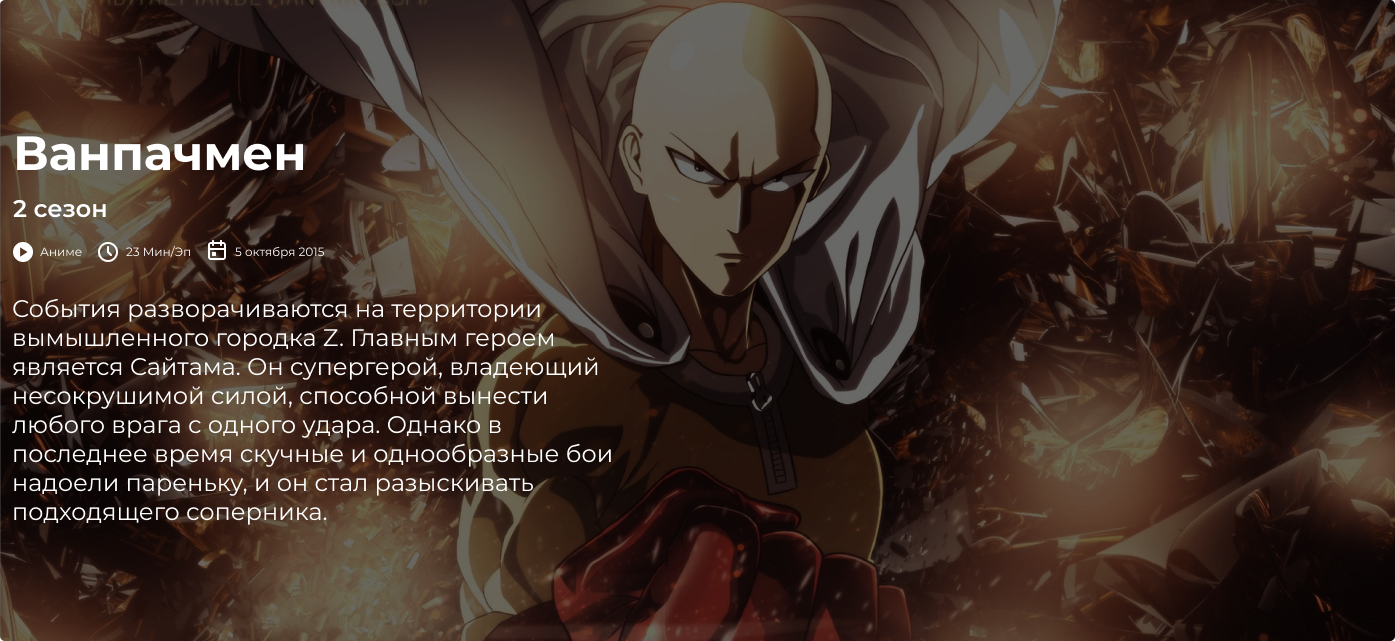 Ванпачмен
2 сезон
Аниме 23 Мин/Эп 5 октября 2015
События разворачиваются на территории
вымышленного городка Z. Главным героем
является Сайтама. Он супергерой, владеющий
несокрушимой силой, способной вынести
любого врага с одного удара. Однако в
последнее время скучные и однообразные бои
надоели пареньку, и он стал разыскивать
подходящего соперника.